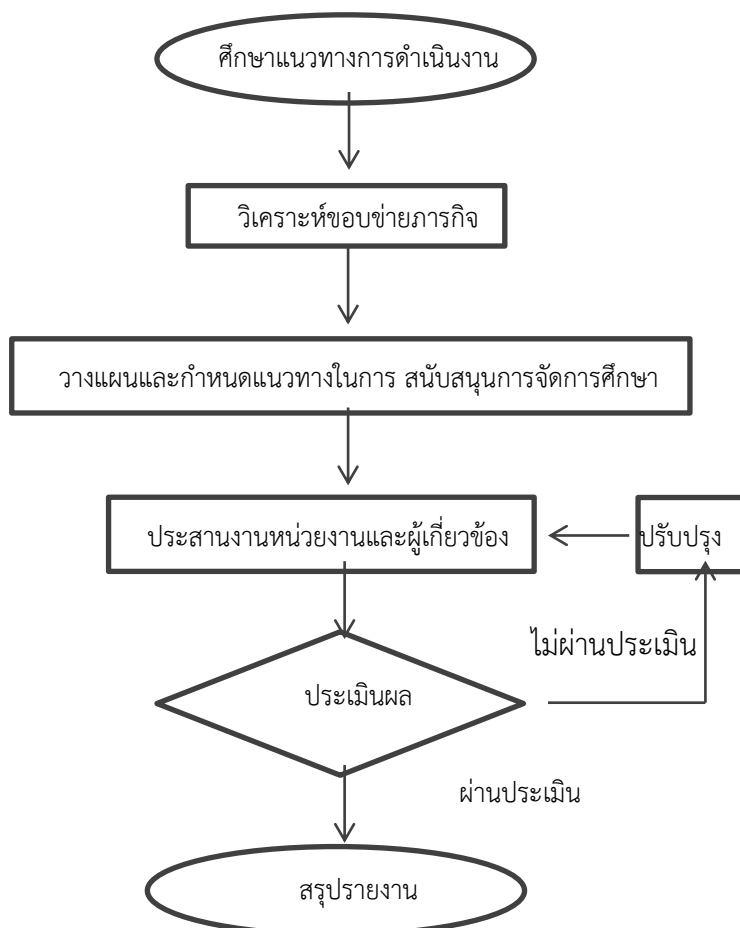 ศึกษาแนวทางการดำเนินงาน
วิเคราะห์ขอบข่ายภารกิจ
วางแผนและกำหนดแนวทางในการ สนับสนุนการจัดการศึกษา
ประสานงานหน่วยงานและผู้เกี่ยวข้อง
ปรับปรุง
ไม่ผ่านประเมิน
ประเมินผล
ผ่านประเมิน
สรุปรายงาน